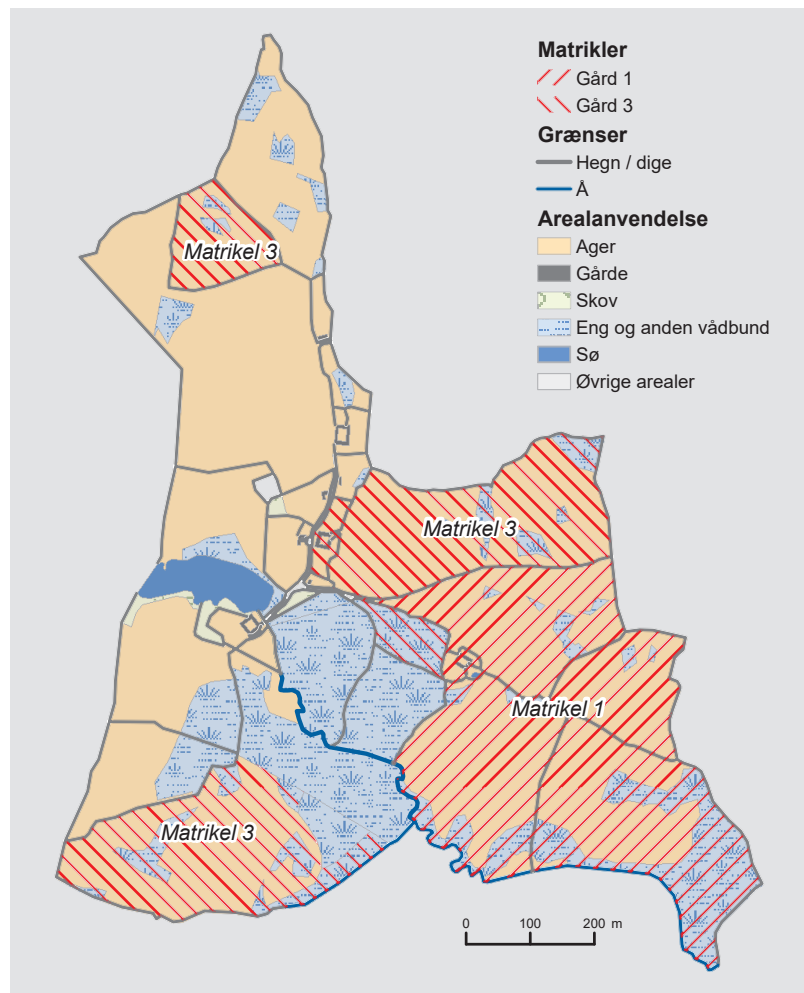 Matrikler
Gård 1
Gård 3
Grænser
Hegn / dige
Å
Arealanvendelse
Ager
Gårde
Skov
Eng og anden vådbund
Sø
Øvrige arealer
Matrikel 3
Matrikel 3
Matrikel 1
Matrikel 3
0 100 200 m